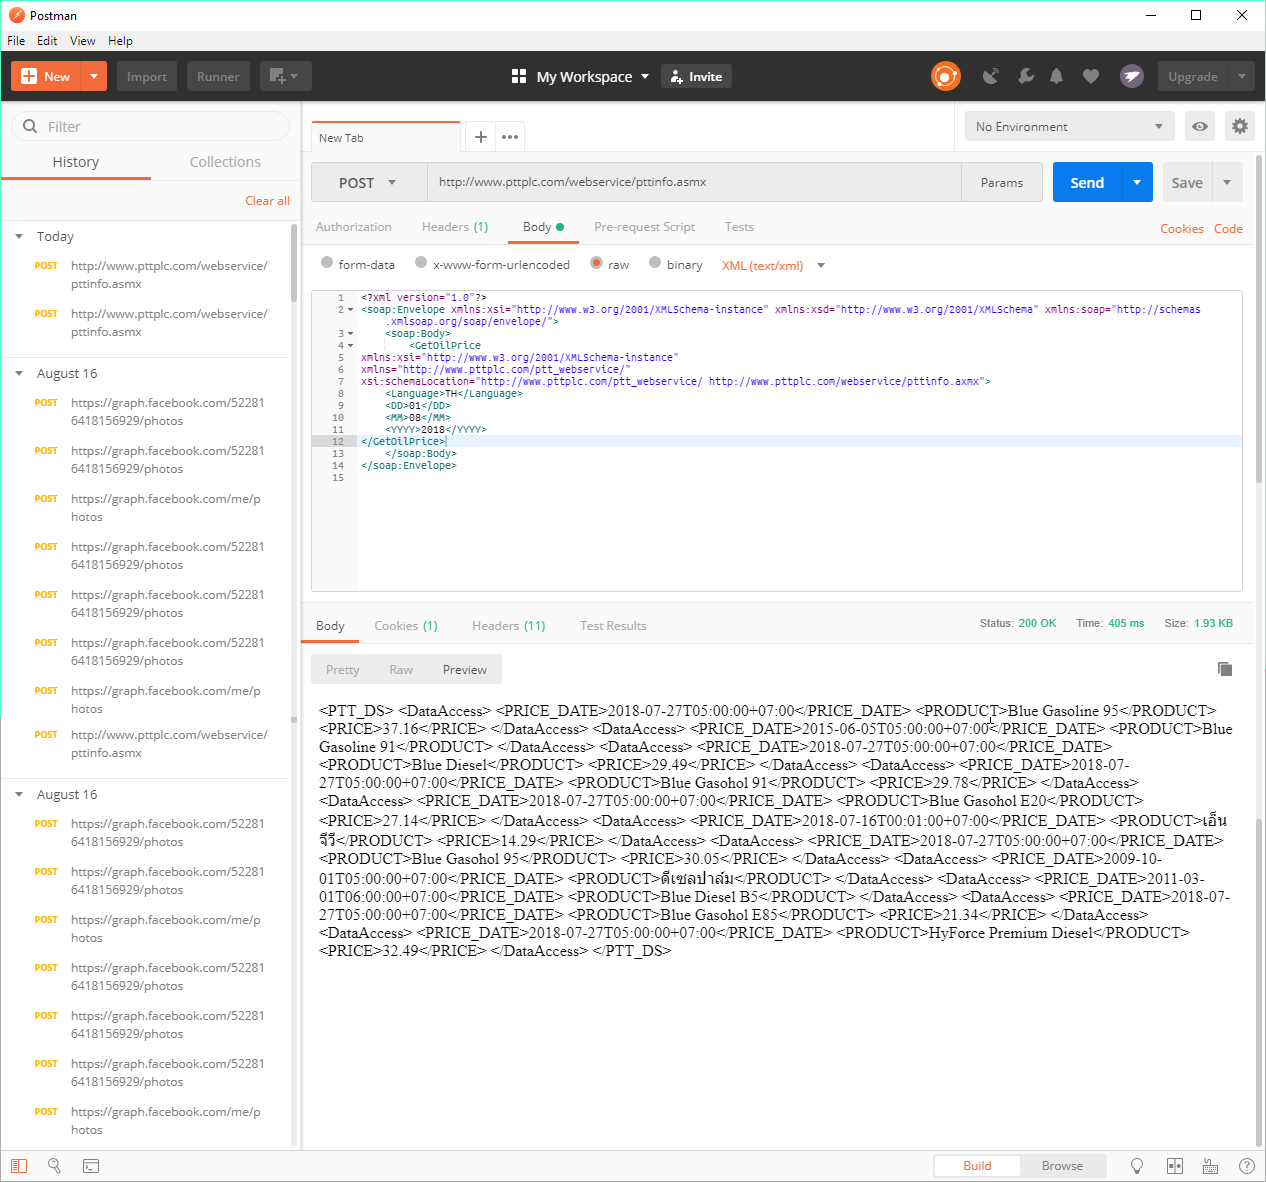 Postman
File Edit View Help
New Import Runner My Workspace Invite Upgrade
Filter
History Collections
Clear all
Today
POST http://www.pttplc.com/webservice/
pttinfo.asmx
POST http://www.pttplc.com/webservice/
pttinfo.asmx
August 16
POST https://graph.facebook.com/52281
6418156929/photos
POST https://graph.facebook.com/52281
6418156929/photos
POST https://graph.facebook.com/me/p
hotos
POST https://graph.facebook.com/52281
6418156929/photos
POST https://graph.facebook.com/52281
6418156929/photos
POST https://graph.facebook.com/52281
6418156929/photos
POST https://graph.facebook.com/me/p
hotos
POST http://www.pttplc.com/webservice/
pttinfo.asmx
August 16
POST https://graph.facebook.com/52281
6418156929/photos
POST https://graph.facebook.com/52281
6418156929/photos
POST https://graph.facebook.com/me/p
hotos
POST https://graph.facebook.com/52281
6418156929/photos
POST https://graph.facebook.com/52281
6418156929/photos
POST https://graph.facebook.com/52281
6418156929/photos
POST https://graph.facebook.com/me/p
hotos
New Tab
No Environment
POST http://www.pttplc.com/webservice/pttinfo.asmx Params Send Save
Authorization Headers (1) Body Pre-request Script Tests Cookies Code
form-data x-www-form-urlencoded raw binary XML (text/xml)
1 <?xml version="1.0"?>
2 <soap:Envelope xmlns:xsi="http://www.w3.org/2001/XMLSchema-instance" xmlns:xsd="http://www.w3.org/2001/XMLSchema" xmlns:soap="http://schemas
.xmlsoap.org/soap/envelope/">
3 <soap:Body>
4 <GetOilPrice
5 xmlns:xsi="http://www.w3.org/2001/XMLSchema-instance"
6 xmlns="http://www.pttplc.com/ptt_webservice/"
7 xsi:schemaLocation="http://www.pttplc.com/ptt_webservice/ http://www.pttplc.com/webservice/pttinfo.axmx">
8 <Language>TH</Language>
9 <DD>01</DD>
10 <MM>08</MM>
11 <YYYY>2018</YYYY>
12 </GetOilPrice>
13 </soap:Body>
14 </soap:Envelope>
15
Body Cookies (1) Headers (11) Test Results Status: 200 OK Time: 405 ms Size: 1.93 KB
Pretty Raw Preview
<PTT_DS> <DataAccess> <PRICE_DATE>2018-07-27T05:00:00+07:00</PRICE_DATE> <PRODUCT>Blue Gasoline 95</PRODUCT>
<PRICE>37.16</PRICE> </DataAccess> <DataAccess> <PRICE_DATE>2015-06-05T05:00:00+07:00</PRICE_DATE> <PRODUCT>Blue
Gasoline 91</PRODUCT> </DataAccess> <DataAccess> <PRICE_DATE>2018-07-27T05:00:00+07:00</PRICE_DATE>
<PRODUCT>Blue Diesel</PRODUCT> <PRICE>29.49</PRICE> </DataAccess> <DataAccess> <PRICE_DATE>2018-07-
27T05:00:00+07:00</PRICE_DATE> <PRODUCT>Blue Gasohol 91</PRODUCT> <PRICE>29.78</PRICE> </DataAccess>
<DataAccess> <PRICE_DATE>2018-07-27T05:00:00+07:00</PRICE_DATE> <PRODUCT>Blue Gasohol E20</PRODUCT>
<PRICE>27.14</PRICE> </DataAccess> <DataAccess> <PRICE_DATE>2018-07-16T00:01:00+07:00</PRICE_DATE> <PRODUCT>เอ็น
จีวี</PRODUCT> <PRICE>14.29</PRICE> </DataAccess> <DataAccess> <PRICE_DATE>2018-07-27T05:00:00+07:00</PRICE_DATE>
<PRODUCT>Blue Gasohol 95</PRODUCT> <PRICE>30.05</PRICE> </DataAccess> <DataAccess> <PRICE_DATE>2009-10-
01T05:00:00+07:00</PRICE_DATE> <PRODUCT>ดีเซลปาล์ม</PRODUCT> </DataAccess> <DataAccess> <PRICE_DATE>2011-03-
01T06:00:00+07:00</PRICE_DATE> <PRODUCT>Blue Diesel B5</PRODUCT> </DataAccess> <DataAccess> <PRICE_DATE>2018-07-
27T05:00:00+07:00</PRICE_DATE> <PRODUCT>Blue Gasohol E85</PRODUCT> <PRICE>21.34</PRICE> </DataAccess>
<DataAccess> <PRICE_DATE>2018-07-27T05:00:00+07:00</PRICE_DATE> <PRODUCT>HyForce Premium Diesel</PRODUCT>
<PRICE>32.49</PRICE> </DataAccess> </PTT_DS>
Build Browse